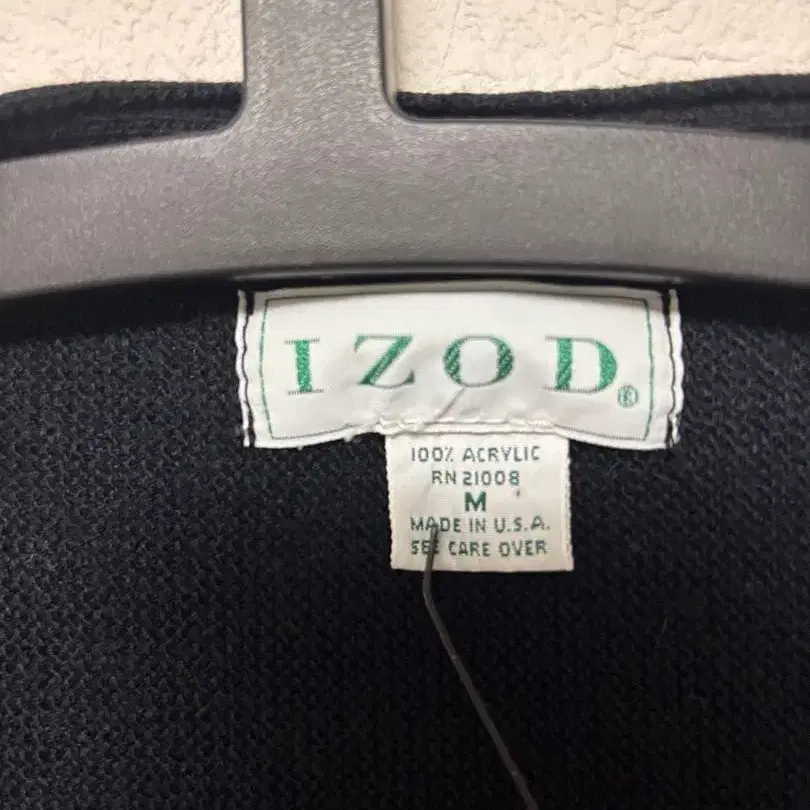 IZOD®
100% ACRYLIC
RN 21008
M
MADE IN U.S.A.
SEE CARE OVER